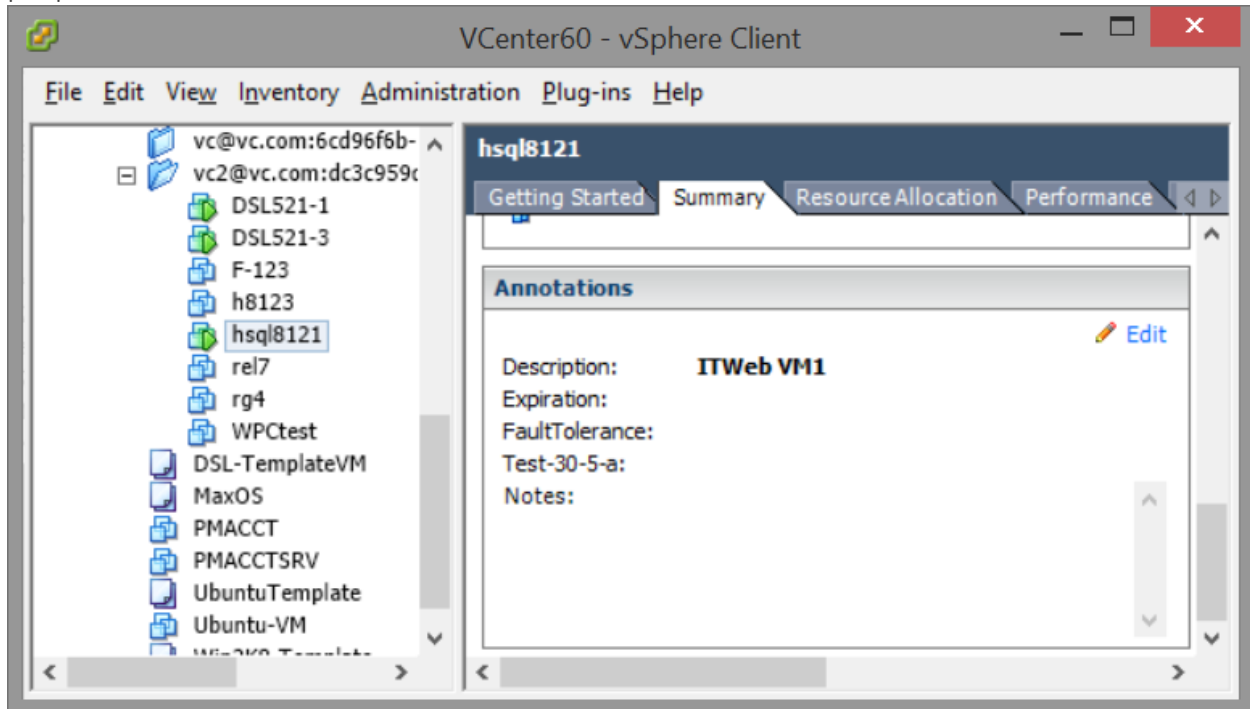 VCenter60 - vSphere Client
File Edit View Inventory Administration Plug-ins Help
vc@vc.com:6cd96f6b-
vc2@vc.com:dc3c959c
DSL521-1
DSL521-3
F-123
h8123
hsql8121
rel7
rg4
WPCtest
DSL-TemplateVM
MaxOS
PMACCT
PMACCTSRV
UbuntuTemplate
Ubuntu-VM
hsql8121
Getting Started Summary Resource Allocation Performance
Annotations
Edit
Description: ITWeb VM1
Expiration:
FaultTolerance:
Test-30-5-a:
Notes: